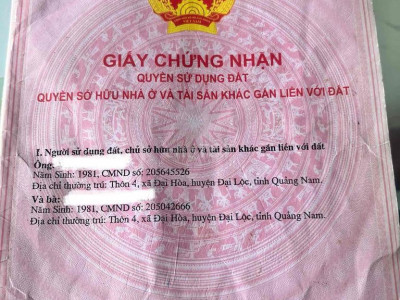 GIẤY CHỨNG NHẬN
QUYỀN SỬ DỤNG ĐẤT
QUYỀN SỞ HỮU NHÀ Ở VÀ TÀI SẢN KHÁC GẮN LIỀN VỚI ĐẤT
I. Người sử dụng đất, chủ sở hữu nhà ở và tài sản khác gắn liền với đất
Ông:
Năm Sinh: 1981, CMND số: 205645526
Địa chỉ thường trú: Thôn 4, xã Đại Hòa, huyện Đại Lộc, tỉnh Quảng Nam.
Và bà:
Năm Sinh: 1981, CMND số: 205042666
Địa chỉ thường trú: Thôn 4, xã Đại Hòa, huyện Đại Lộc, tỉnh Quảng Nam.